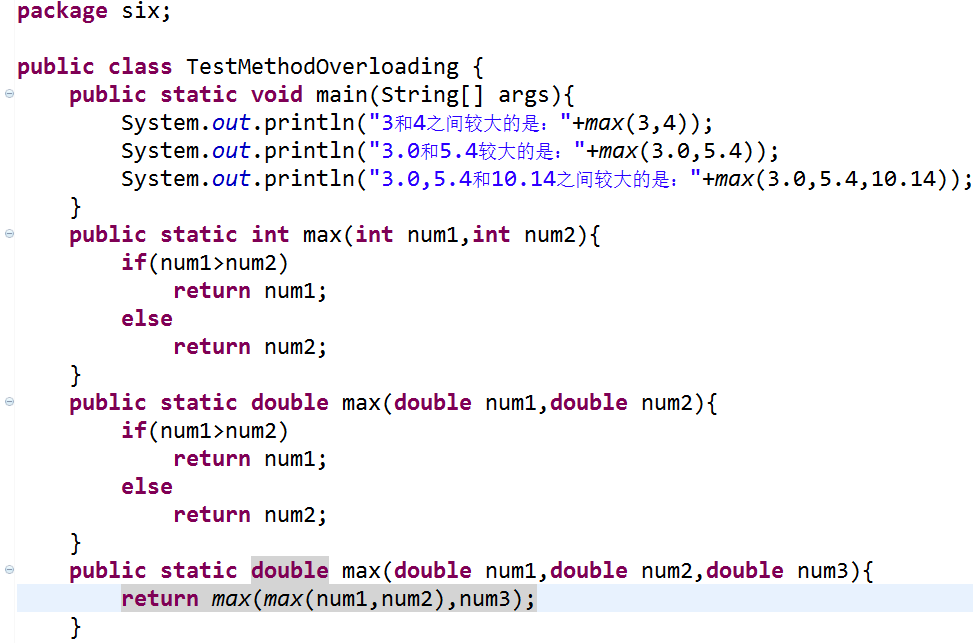 package six;

public class TestMethodOverloading {
    public static void main(String[] args){
        System.out.println("3和4之间较大的是："+max(3,4));
        System.out.println("3.0和5.4较大的是："+max(3.0,5.4));
        System.out.println("3.0,5.4和10.14之间较大的是："+max(3.0,5.4,10.14));
    }
    public static int max(int num1,int num2){
        if(num1>num2)
            return num1;
        else
            return num2;
    }
    public static double max(double num1,double num2){
        if(num1>num2)
            return num1;
        else
            return num2;
    }
    public static double max(double num1,double num2,double num3){
        return max(max(num1,num2),num3);
    }